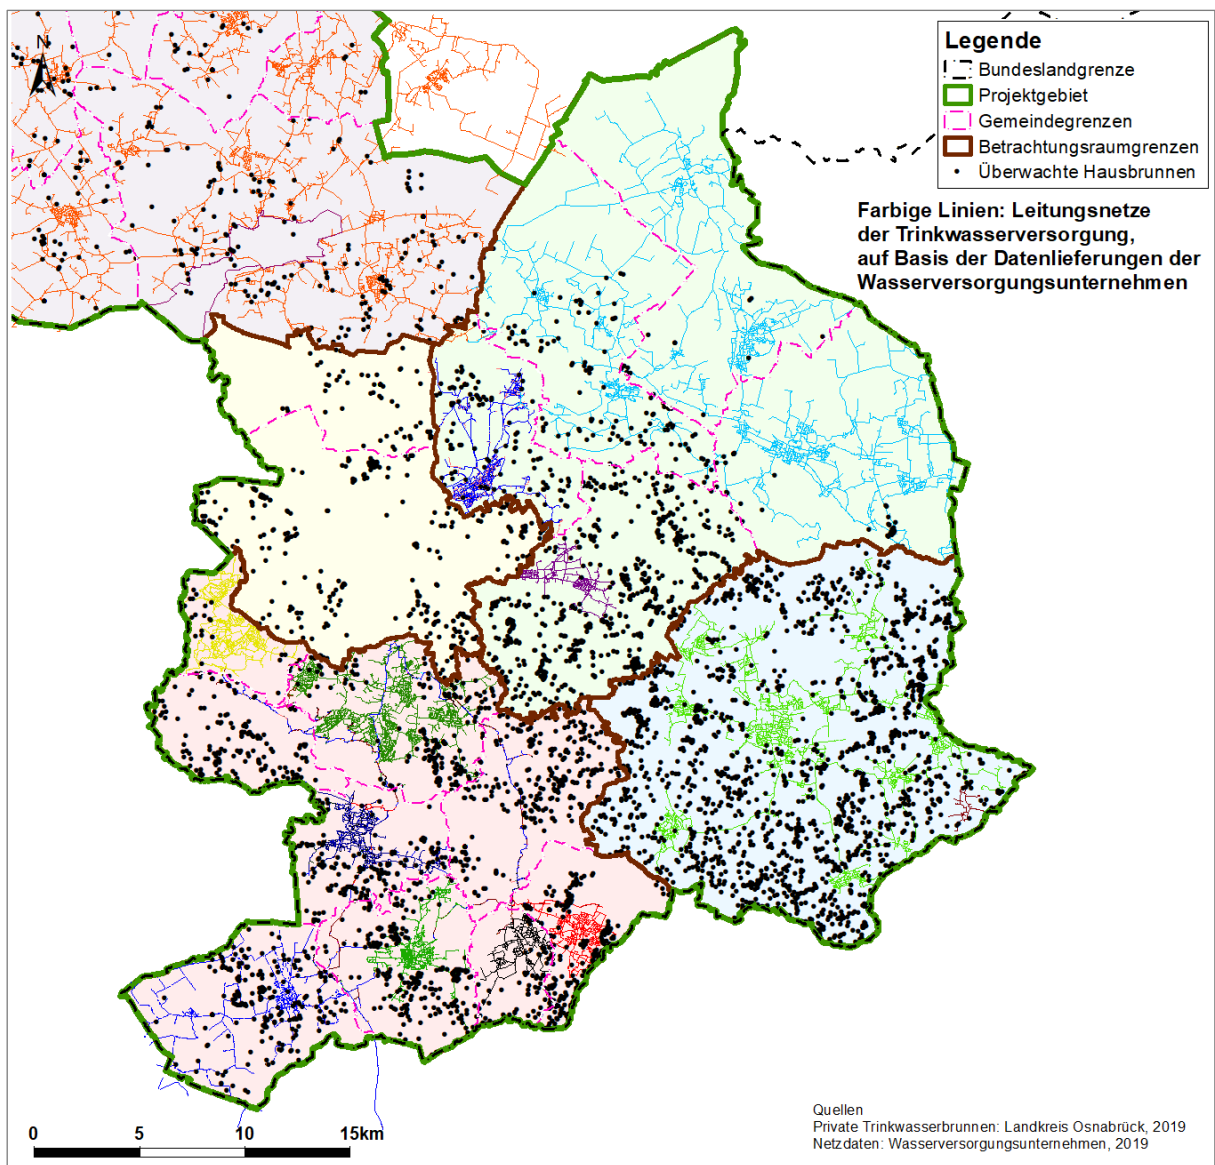 N
Legende
Bundeslandgrenze
Projektgebiet
Gemeindegrenzen
Betrachtungsraumgrenzen
Überwachte Hausbrunnen
Farbige Linien: Leitungsnetze
der Trinkwasserversorgung,
auf Basis der Datenlieferungen der
Wasserversorgungsunternehmen
Quellen
Private Trinkwasserbrunnen: Landkreis Osnabrück, 2019
Netzdaten: Wasserversorgungsunternehmen, 2019
0 5 10 15km